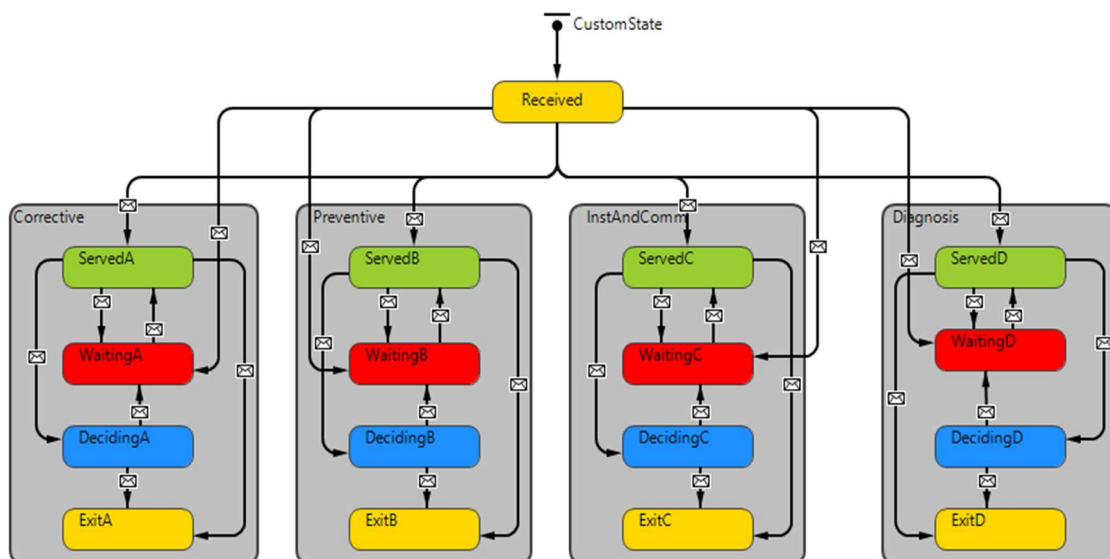 CustomState
Received
Corrective
Preventive
InstAndComm
Diagnosis
ServedA
ServedB
ServedC
ServedD
WaitingA
WaitingB
WaitingC
WaitingD
DecidingA
DecidingB
DecidingC
DecidingD
ExitA
ExitB
ExitC
ExitD